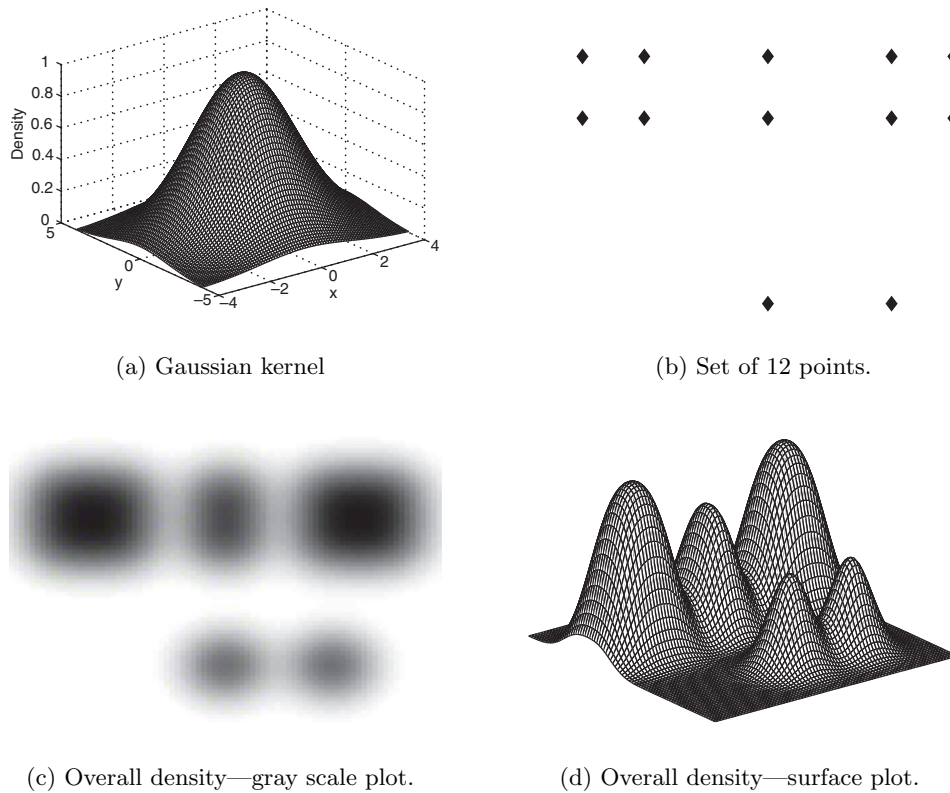 1
0.8
0.6
0.4
0.2
0
Density
5
0
−5
y
−4
−2
0
2
4
x
(a) Gaussian kernel
(b) Set of 12 points.
(c) Overall density—gray scale plot.
(d) Overall density—surface plot.